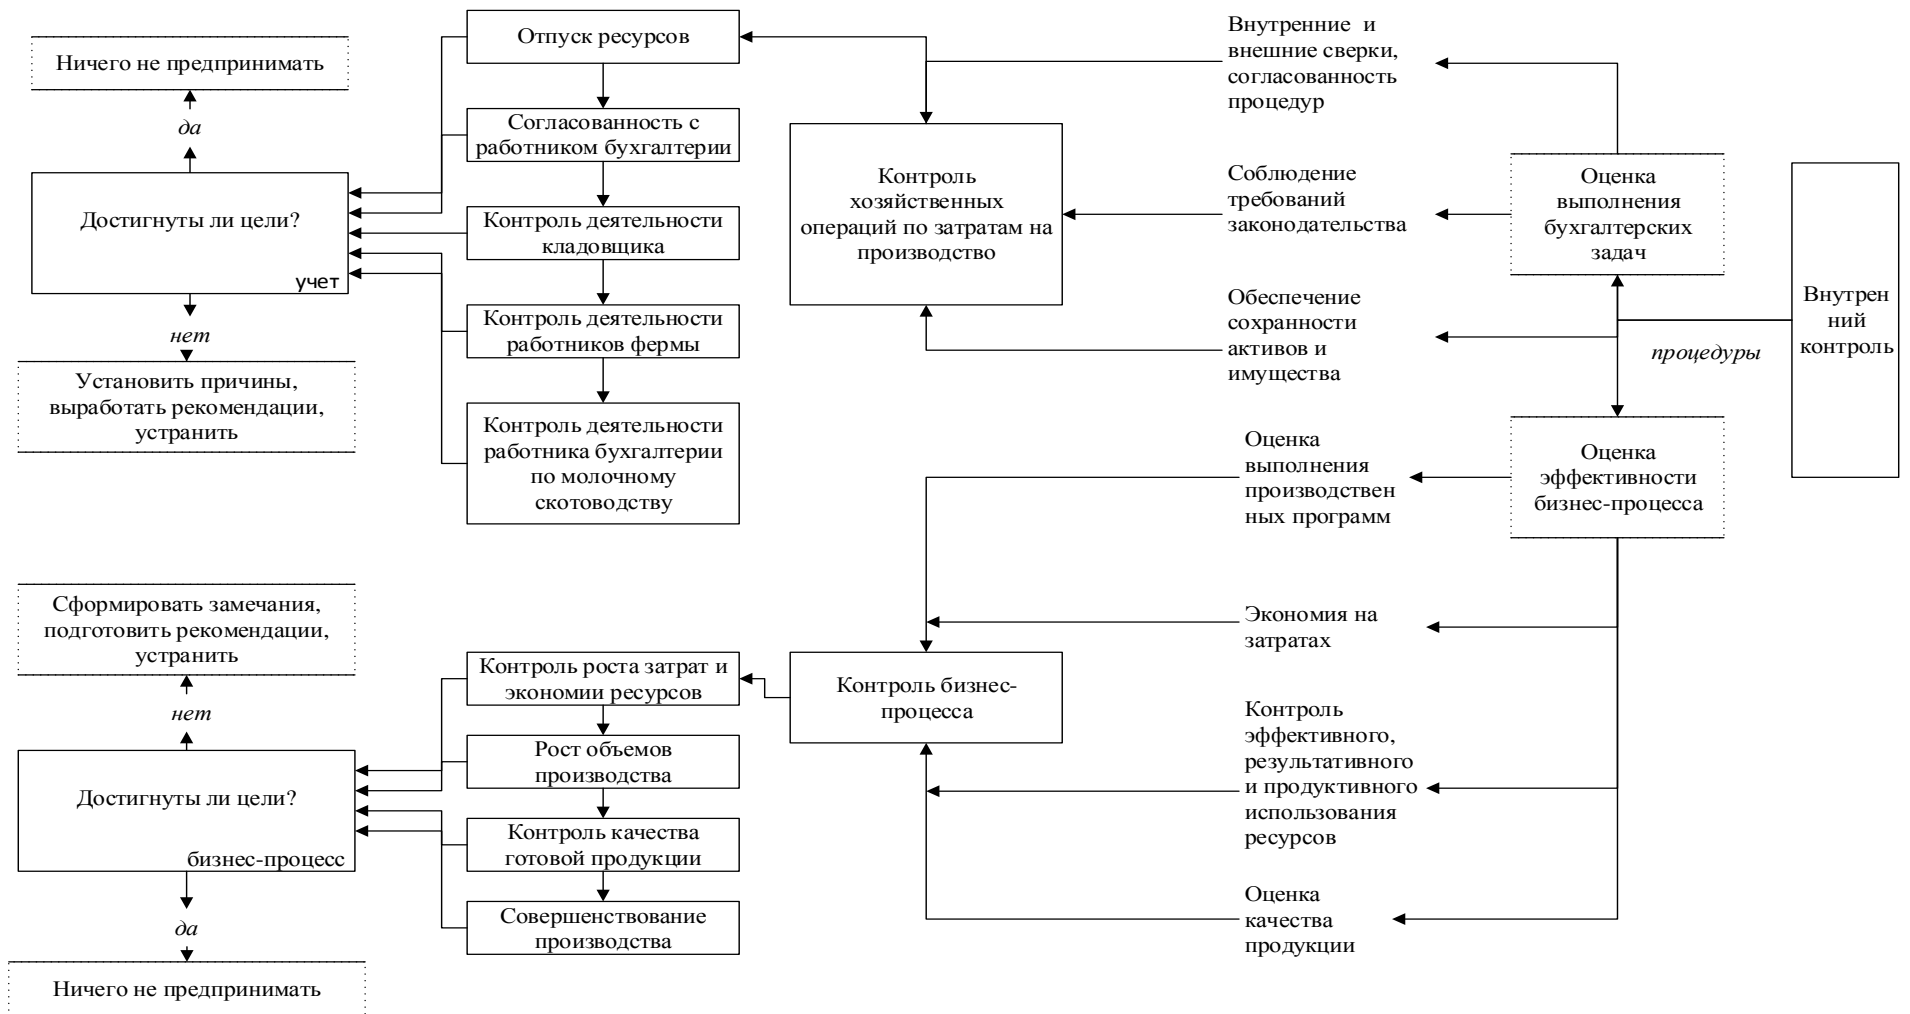 Ничего не предпринимать
да
Достигнуты ли цели?
учет
нет
Установить причины,
выработать рекомендации,
устранить
Отпуск ресурсов
Согласованность с
работником бухгалтерии
Контроль деятельности
кладовщика
Контроль деятельности
работников фермы
Контроль деятельности
работника бухгалтерии
по молочному
скотоводству
Контроль
хозяйственных
операций по затратам на
производство
Внутренние и
внешние сверки,
согласованность
процедур
Соблюдение
требований
законодательства
Обеспечение
сохранности
активов и
имущества
Оценка
выполнения
бухгалтерских
задач
процедуры
Внутрен
ний
контроль
Оценка
эффективности
бизнес-процесса
Оценка
выполнения
производствен
ных программ
Экономия на
затратах
Контроль
эффективного,
результативного
и продуктивного
использования
ресурсов
Оценка
качества
продукции
Контроль бизнес-
процесса
Контроль роста затрат и
экономии ресурсов
Рост объемов
производства
Контроль качества
готовой продукции
Совершенствование
производства
Сформировать замечания,
подготовить рекомендации,
устранить
нет
Достигнуты ли цели?
бизнес-процесс
да
Ничего не предпринимать